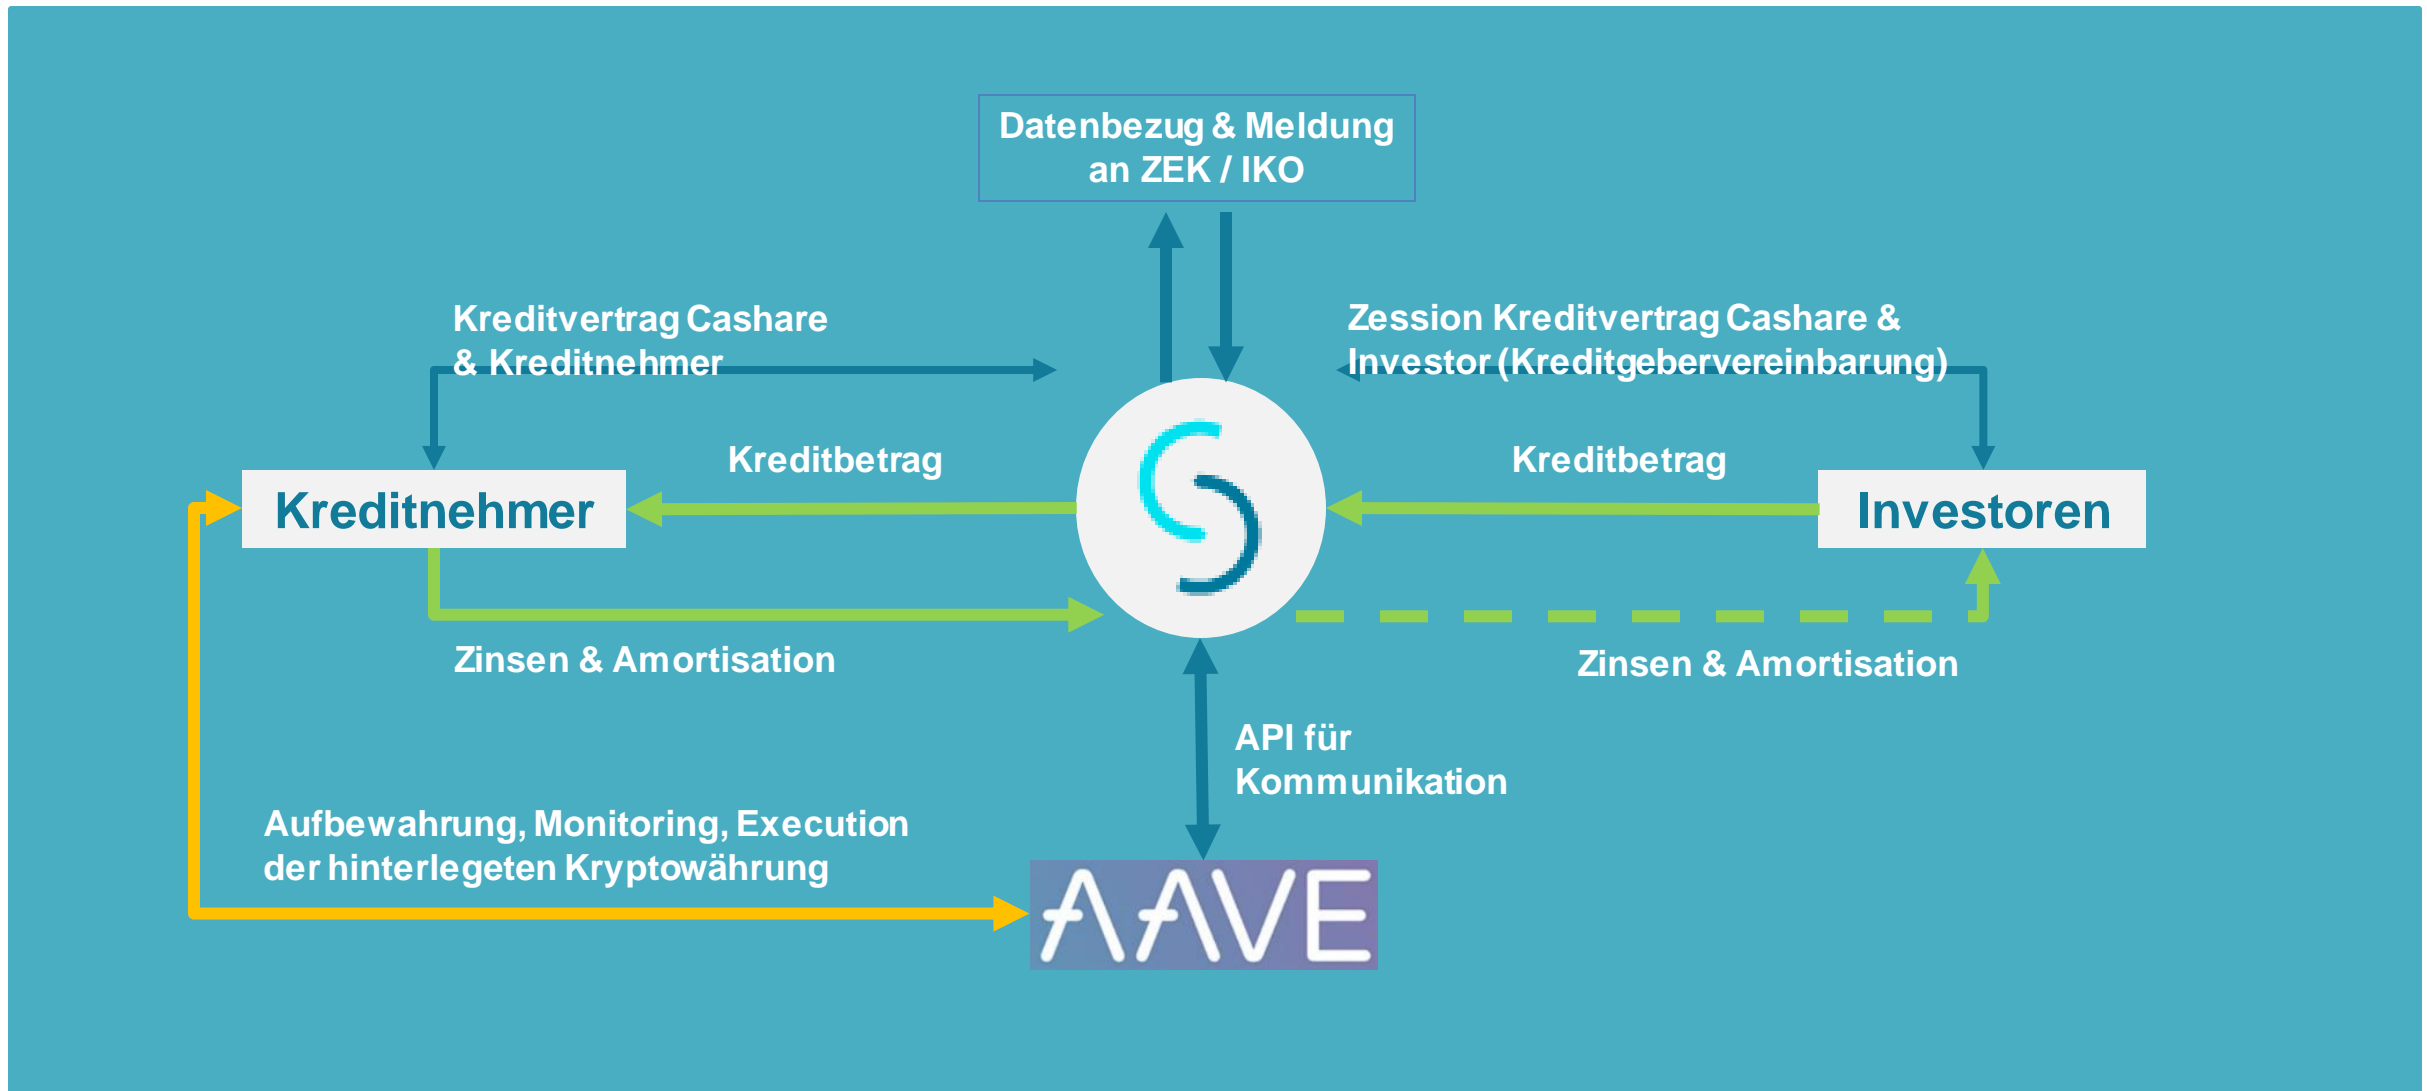 Datenbezug & Meldung
an ZEK / IKO
Kreditvertrag Cashare
& Kreditnehmer
Zession Kreditvertrag Cashare &
Investor (Kreditgebervereinbarung)
Kreditbetrag
Kreditbetrag
Kreditnehmer
Investoren
Zinsen & Amortisation
Zinsen & Amortisation
API für
Kommunikation
Aufbewahrung, Monitoring, Execution
der hinterlegeten Kryptowährung
AAVE